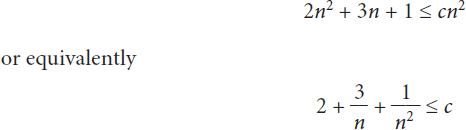 2n² + 3n + 1 ≤ cn²
or equivalently
2 + 3/n + 1/n² ≤ c